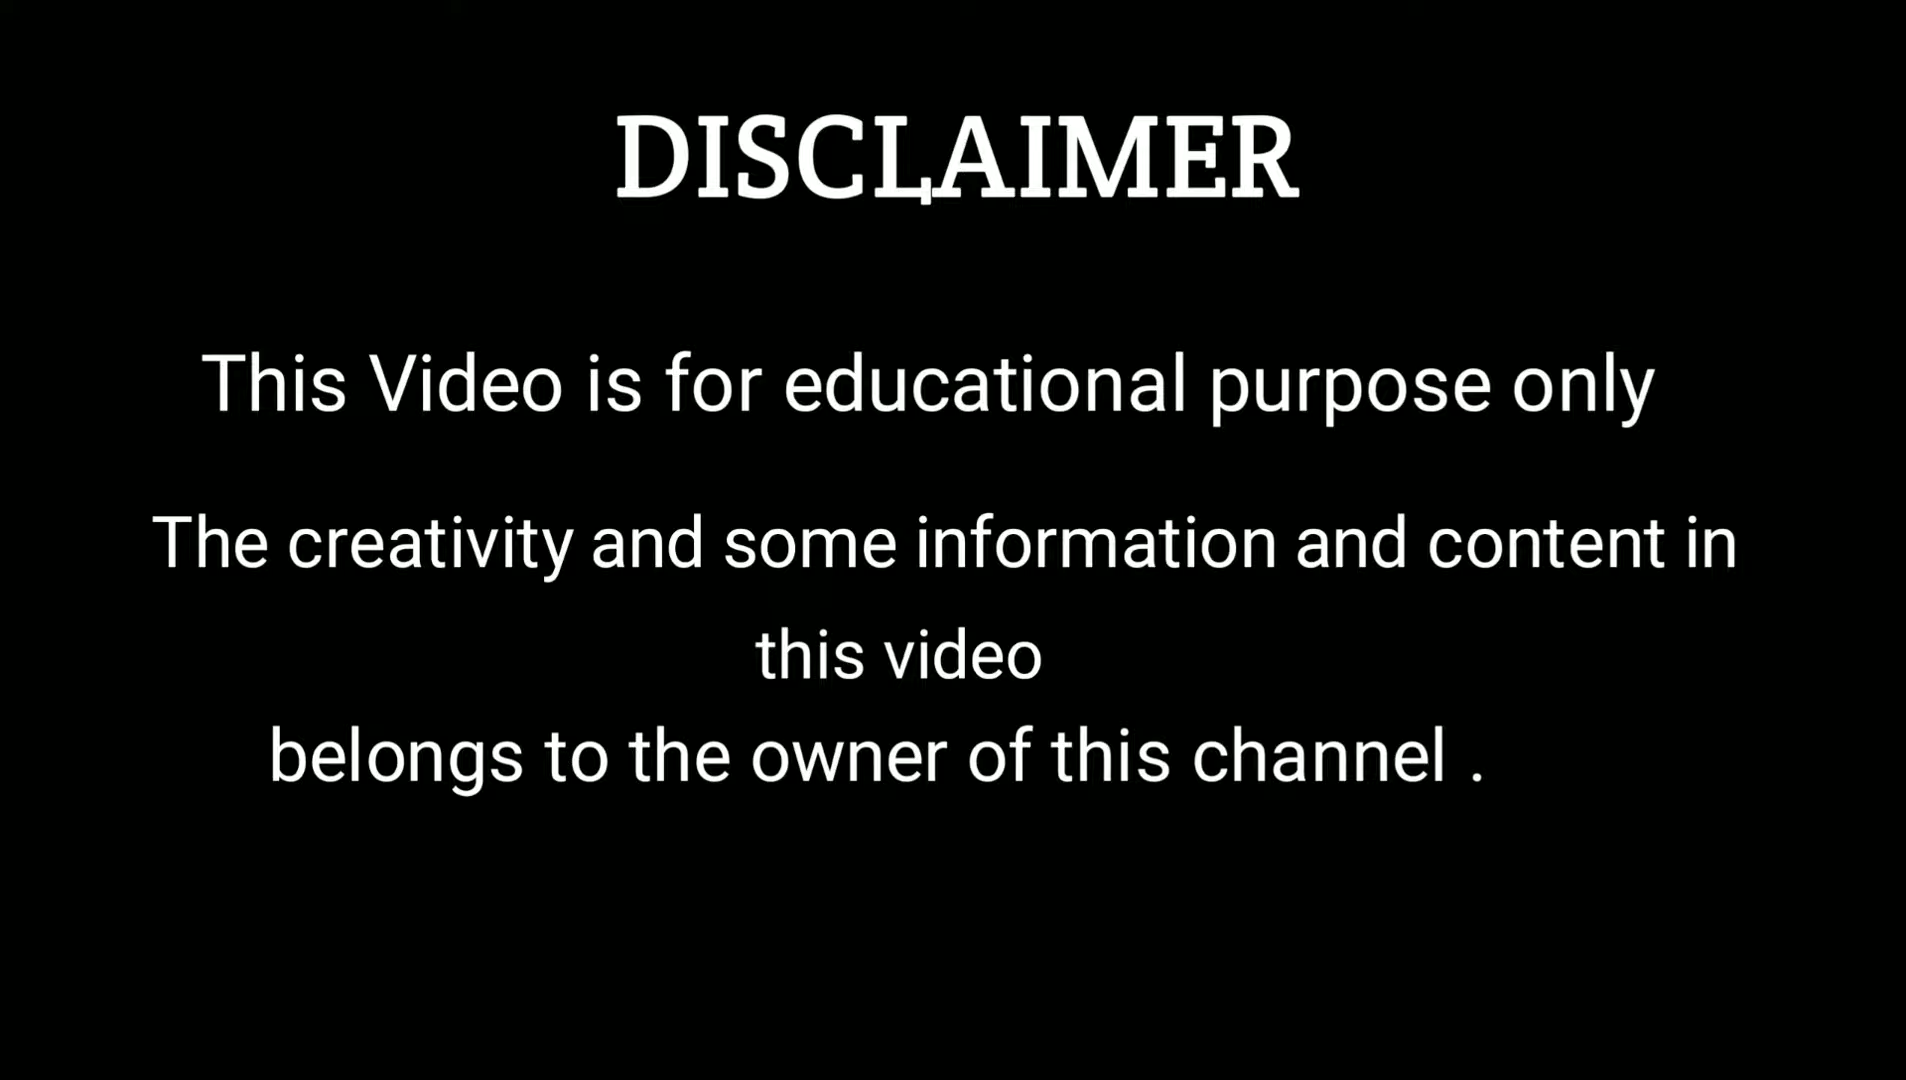 DISCLAIMER
This Video is for educational purpose only
The creativity and some information and content in
this video
belongs to the owner of this channel .